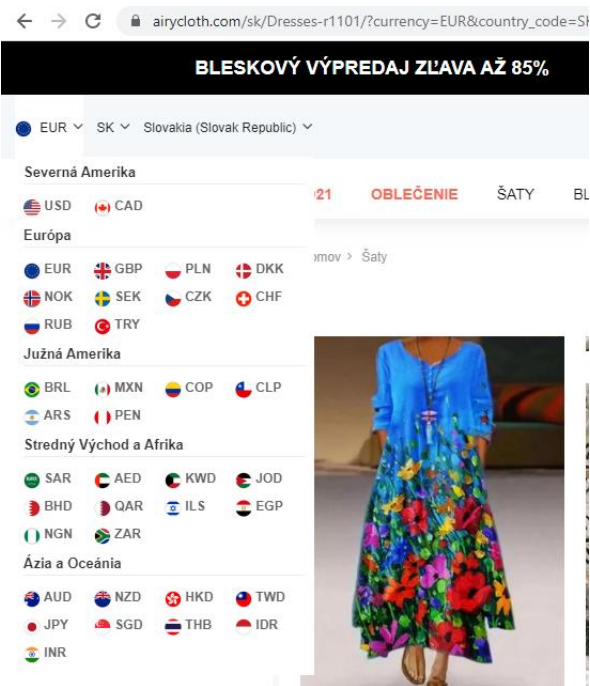 airycloth.com/sk/Dresses-r1101/?currency=EUR&country_code=SK
BLESKOVÝ VÝPREDAJ ZĽAVA AŽ 85%
EUR SK Slovakia (Slovak Republic)
21 OBLEČENIE ŠATY BL
omov > Šaty
Severná Amerika
USD CAD
Európa
EUR GBP PLN DKK
NOK SEK CZK CHF
RUB TRY
Južná Amerika
BRL MXN COP CLP
ARS PEN
Stredný Východ a Afrika
SAR AED KWD JOD
BHD QAR ILS EGP
NGN ZAR
Ázia a Oceánia
AUD NZD HKD TWD
JPY SGD THB IDR
INR